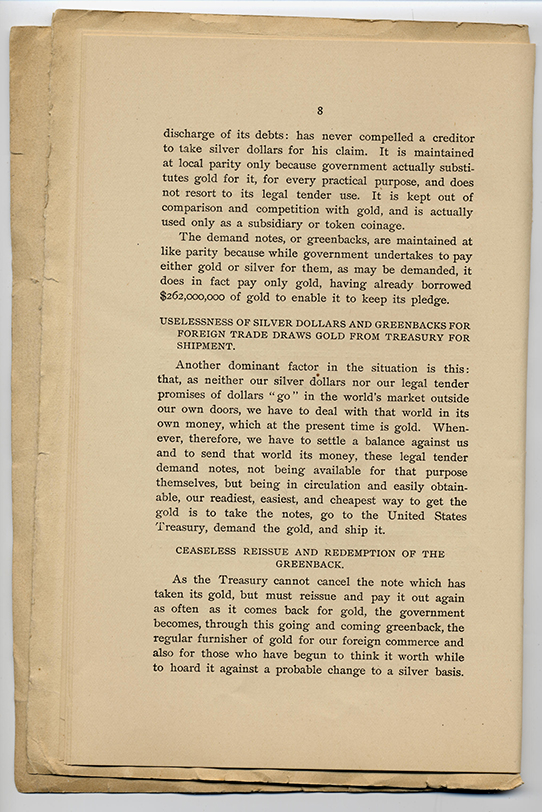 8
discharge of its debts: has never compelled a creditor
to take silver dollars for his claim. It is maintained
at local parity only because government actually substi-
tutes gold for it, for every practical purpose, and does
not resort to its legal tender use. It is kept out of
comparison and competition with gold, and is actually
used only as a subsidiary or token coinage.
The demand notes, or greenbacks, are maintained at
like parity because while government undertakes to pay
either gold or silver for them, as may be demanded, it
does in fact pay only gold, having already borrowed
$262,000,000 of gold to enable it to keep its pledge.
USELESSNESS OF SILVER DOLLARS AND GREENBACKS FOR
FOREIGN TRADE DRAWS GOLD FROM TREASURY FOR
SHIPMENT.
Another dominant factor in the situation is this:
that, as neither our silver dollars nor our legal tender
promises of dollars "go" in the world's market outside
our own doors, we have to deal with that world in its
own money, which at the present time is gold. When-
ever, therefore, we have to settle a balance against us
and to send that world its money, these legal tender
demand notes, not being available for that purpose
themselves, but being in circulation and easily obtain-
able, our readiest, easiest, and cheapest way to get the
gold is to take the notes, go to the United States
Treasury, demand the gold, and ship it.
CEASELESS REISSUE AND REDEMPTION OF THE
GREENBACK.
As the Treasury cannot cancel the note which has
taken its gold, but must reissue and pay it out again
as often as it comes back for gold, the government
becomes, through this going and coming greenback, the
regular furnisher of gold for our foreign commerce and
also for those who have begun to think it worth while
to hoard it against a probable change to a silver basis.